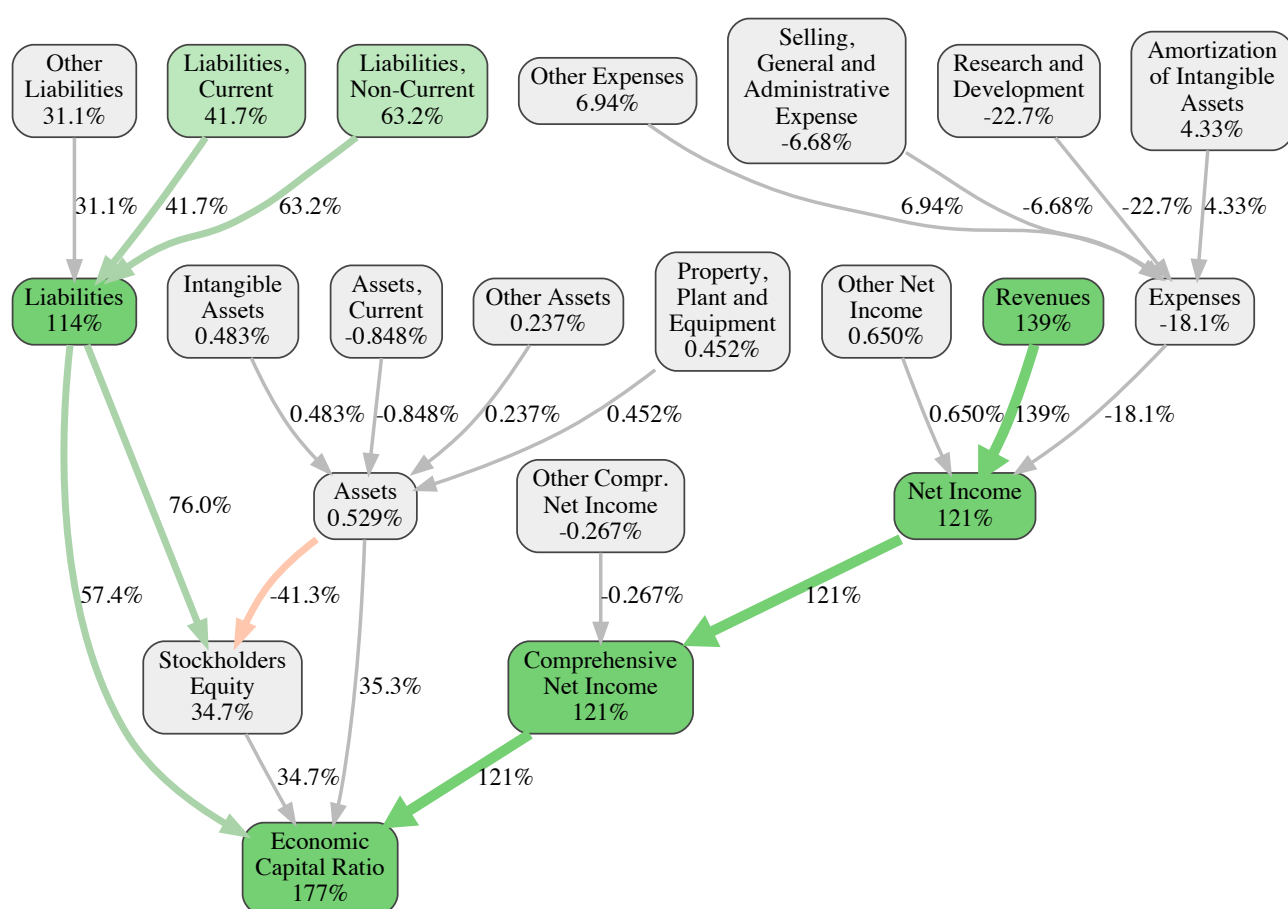 Other
Liabilities
31.1%
Liabilities,
Current
41.7%
Liabilities,
Non-Current
63.2%
Other Expenses
6.94%
Selling,
General and
Administrative
Expense
-6.68%
Research and
Development
-22.7%
Amortization
of Intangible
Assets
4.33%
31.1%
41.7%
63.2%
6.94%
-6.68%
-22.7%
4.33%
Liabilities
114%
Intangible
Assets
0.483%
Assets,
Current
-0.848%
Other Assets
0.237%
Property,
Plant and
Equipment
0.452%
Other Net
Income
0.650%
Revenues
139%
Expenses
-18.1%
0.483%
-0.848%
0.237%
0.452%
0.650%
139%
-18.1%
76.0%
Assets
0.529%
Other Compr.
Net Income
-0.267%
Net Income
121%
57.4%
-41.3%
-0.267%
121%
Stockholders
Equity
34.7%
35.3%
Comprehensive
Net Income
121%
34.7%
121%
Economic
Capital Ratio
177%